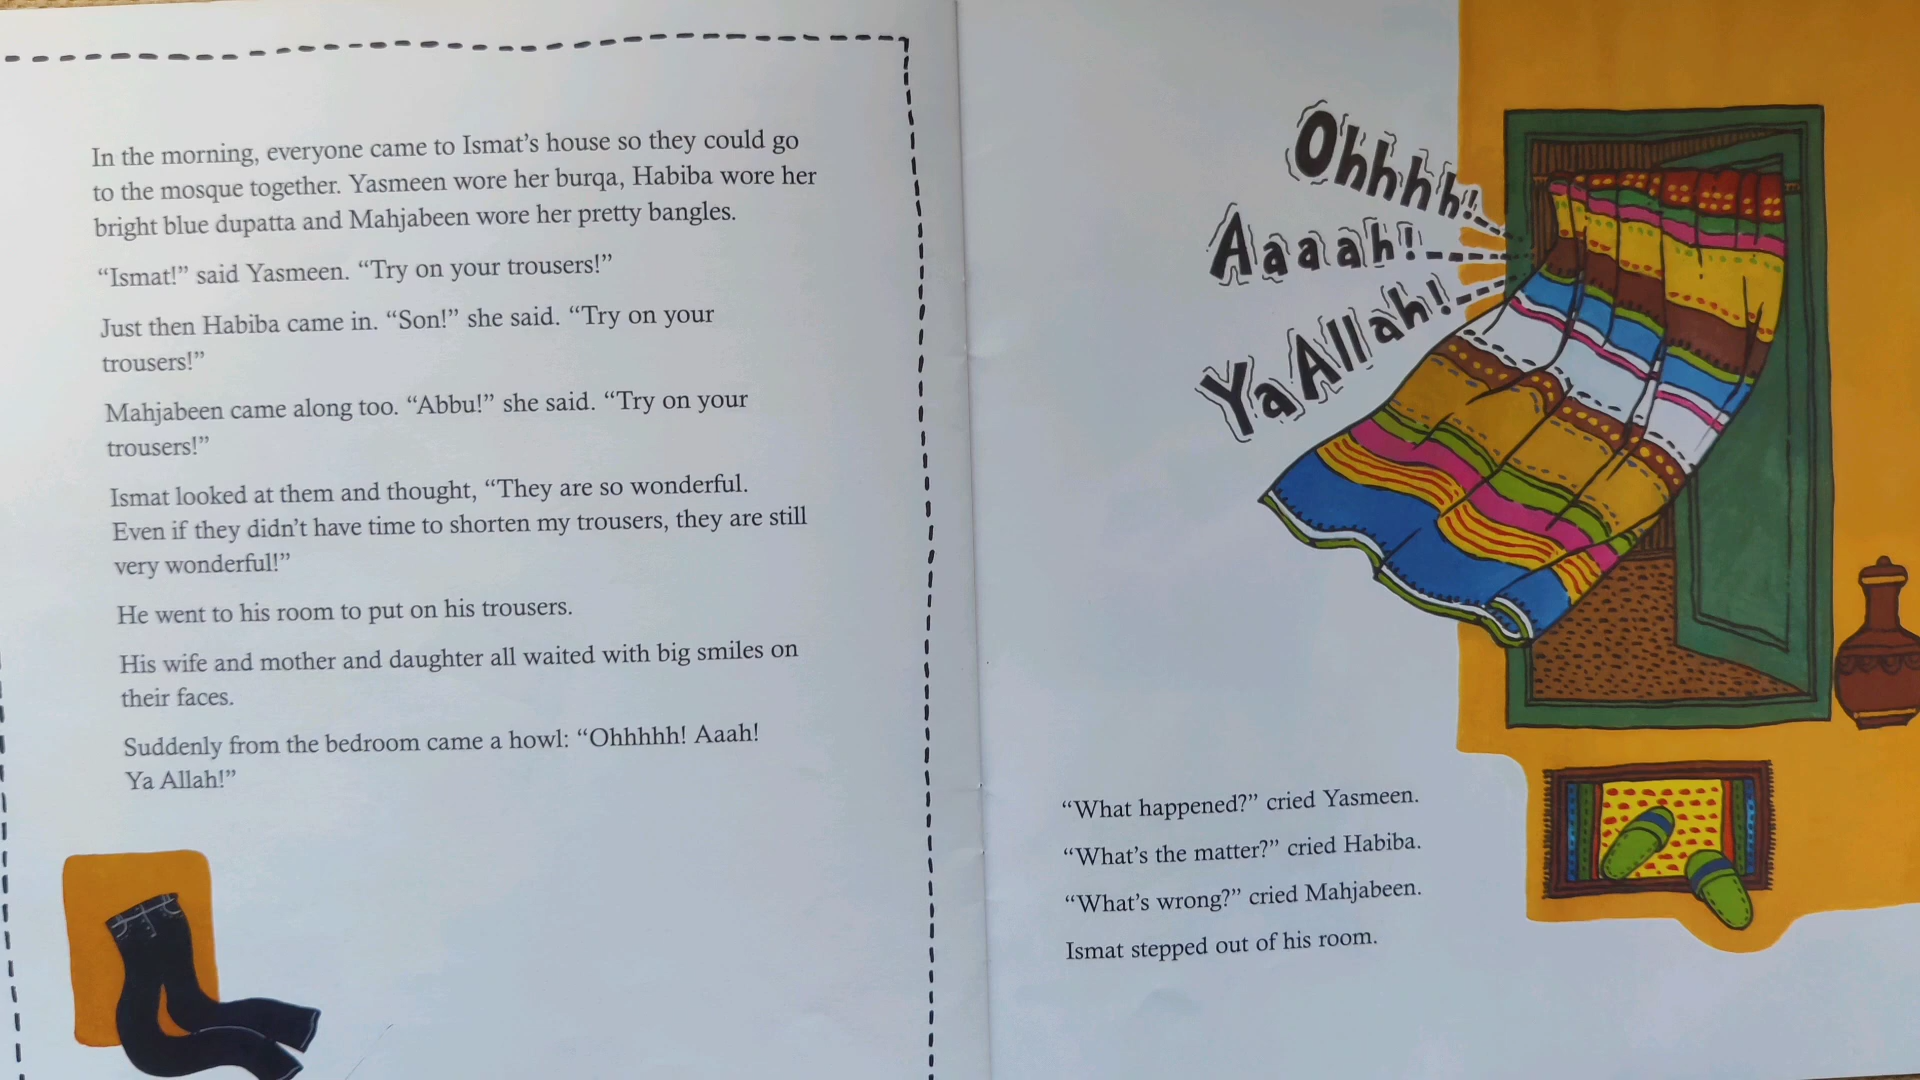 In the morning, everyone came to Ismat’s house so they could go
to the mosque together. Yasmeen wore her burqa, Habiba wore her
bright blue dupatta and Mahjabeen wore her pretty bangles.
“Ismat!” said Yasmeen. “Try on your trousers!”
Just then Habiba came in. “Son!” she said. “Try on your
trousers!”
Mahjabeen came along too. “Abbu!” she said. “Try on your
trousers!”
Ismat looked at them and thought, “They are so wonderful.
Even if they didn’t have time to shorten my trousers, they are still
very wonderful!”
He went to his room to put on his trousers.
His wife and mother and daughter all waited with big smiles on
their faces.
Suddenly from the bedroom came a howl: “Ohhhhh! Aaah!
Ya Allah!”
Ohhhh!
Aaaah!
Ya Allah!
“What happened?” cried Yasmeen.
“What’s the matter?” cried Habiba.
“What’s wrong?” cried Mahjabeen.
Ismat stepped out of his room.